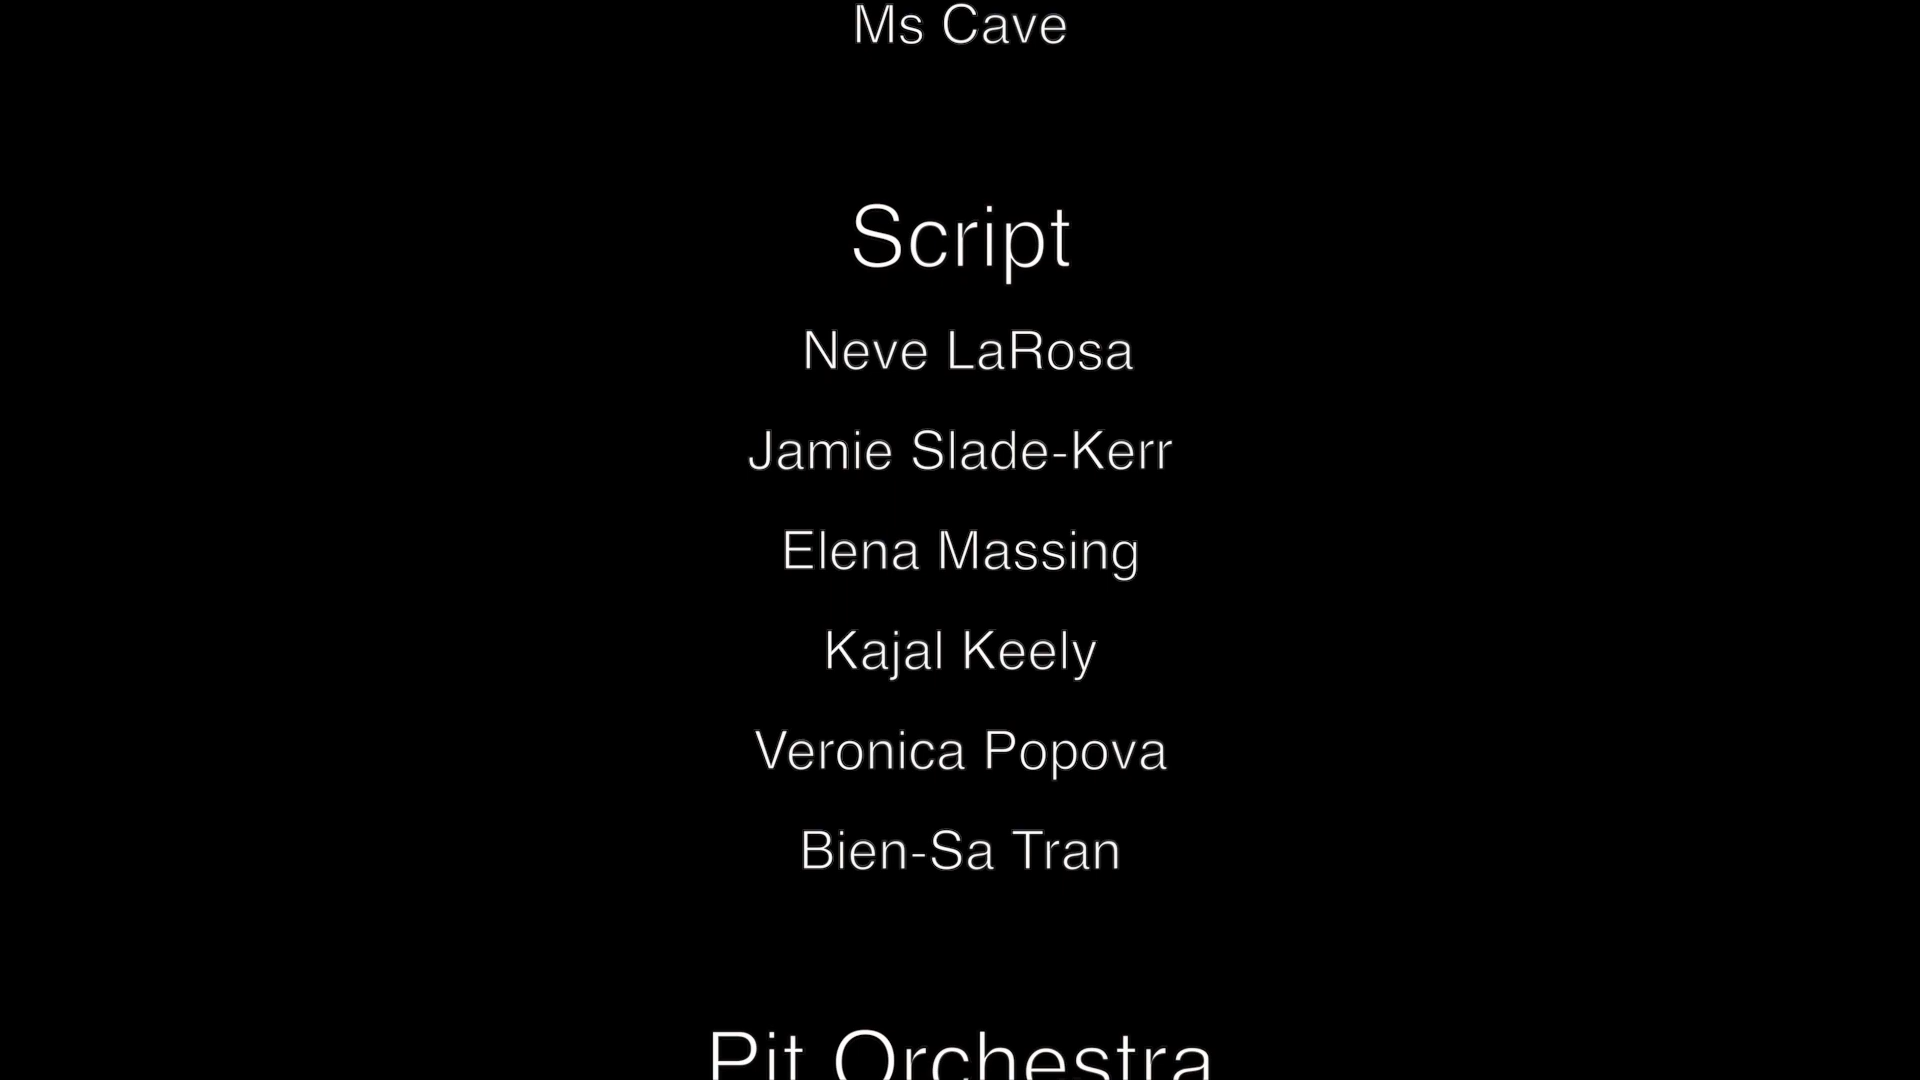 Ms Cave
Script
Neve LaRosa
Jamie Slade-Kerr
Elena Massing
Kajal Keely
Veronica Popova
Bien-Sa Tran
Pit Orchestra